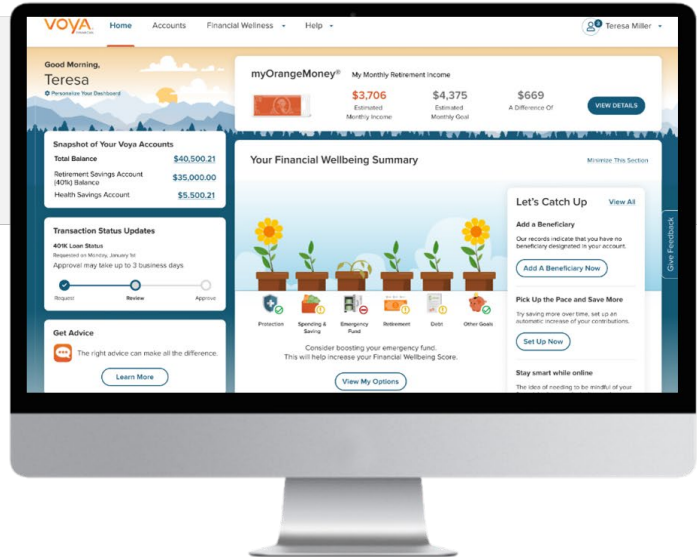 VOYA
FINANCIAL
Home
Accounts
Financial Wellness
Help
3
Teresa Miller
Good Morning,
Teresa
Personalize Your Dashboard
myOrangeMoney®
My Monthly Retirement Income
$3,706
Estimated
Monthly Income
$4,375
Estimated
Monthly Goal
$669
A Difference Of
VIEW DETAILS
Snapshot of Your Voya Accounts
Total Balance
$40,500.21
Retirement Savings Account
(401k) Balance
$35,000.00
Health Savings Account
$5,500.21
Transaction Status Updates
401K Loan Status
Requested on Monday, January 1st
Approval may take up to 3 business days
Request
Review
Approve
Get Advice
The right advice can make all the difference.
Learn More
Your Financial Wellbeing Summary
Minimize This Section
Protection
Spending &
Saving
Emergency
Fund
Retirement
Debt
Other Goals
Consider boosting your emergency fund.
This will help increase your Financial Wellbeing Score.
View My Options
Let's Catch Up
View All
Add a Beneficiary
Our records indicate that you have no
beneficiary designated in your account.
Add A Beneficiary Now
Pick Up the Pace and Save More
Try saving more over time, set up an
automatic increase of your contributions.
Set Up Now
Stay smart while online
The idea of needing to be mindful of your
Give Feedback